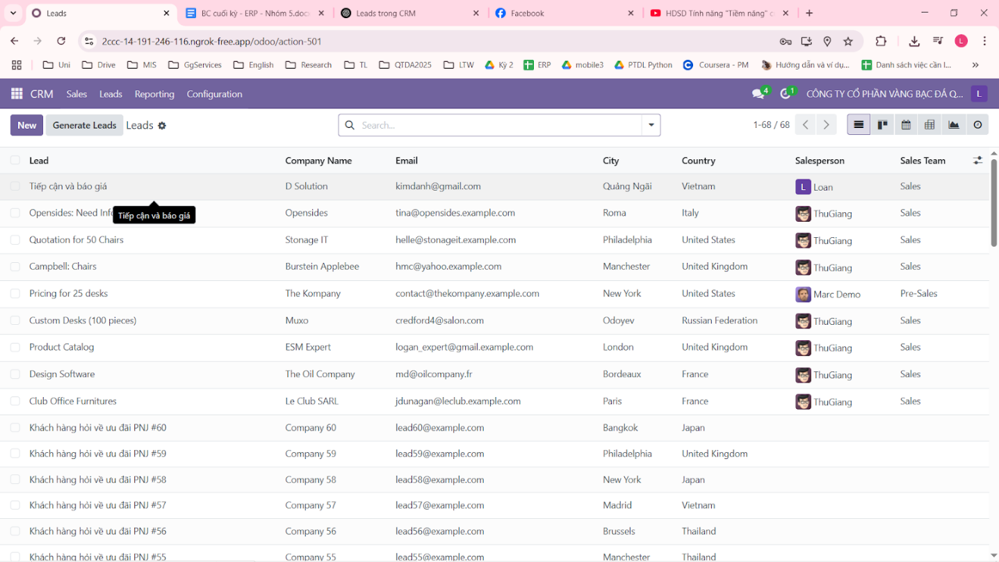 Leads
BC cuối kỳ - ERP - Nhóm 5.doc
Leads trong CRM
Facebook
HDSD Tính năng "Tiềm năng" c
2ccc-14-191-246-116.ngrok-free.app/odoo/action-501
L
Uni Drive MIS GgServices English Research TL QTDA2025 LTW Kỳ 2 ERP mobile3 PTDL Python Coursera - PM Hướng dẫn và ví dụ... Danh sách việc cần l...
CRM Sales Leads Reporting Configuration 4 1 CÔNG TY CỔ PHẦN VÀNG BẠC ĐÁ Q... L
New Generate Leads Leads Search... 1-68 / 68
Lead Company Name Email City Country Salesperson Sales Team
Tiếp cận và báo giá D Solution kimdanh@gmail.com Quảng Ngãi Vietnam L Loan Sales
Opensides: Need Info Opensides tina@opensides.example.com Roma Italy ThuGiang Sales
Tiếp cận và báo giá
Quotation for 50 Chairs Stonage IT helle@stonageit.example.com Philadelphia United States ThuGiang Sales
Campbell: Chairs Burstein Applebee hmc@yahoo.example.com Manchester United Kingdom ThuGiang Sales
Pricing for 25 desks The Kompany contact@thekompany.example.com New York United States Marc Demo Pre-Sales
Custom Desks (100 pieces) Muxo credford4@salon.com Odoyev Russian Federation ThuGiang Sales
Product Catalog ESM Expert logan_expert@gmail.example.com London United Kingdom ThuGiang Sales
Design Software The Oil Company md@oilcompany.fr Bordeaux France ThuGiang Sales
Club Office Furnitures Le Club SARL jdunagan@leclub.example.com Paris France ThuGiang Sales
Khách hàng hỏi về ưu đãi PNJ #60 Company 60 lead60@example.com Bangkok Japan
Khách hàng hỏi về ưu đãi PNJ #59 Company 59 lead59@example.com Philadelphia United Kingdom
Khách hàng hỏi về ưu đãi PNJ #58 Company 58 lead58@example.com New York Japan
Khách hàng hỏi về ưu đãi PNJ #57 Company 57 lead57@example.com Madrid Vietnam
Khách hàng hỏi về ưu đãi PNJ #56 Company 56 lead56@example.com Brussels Thailand
Khách hàng hỏi về ưu đãi PNJ #55 Company 55 lead55@example.com Manchester Thailand